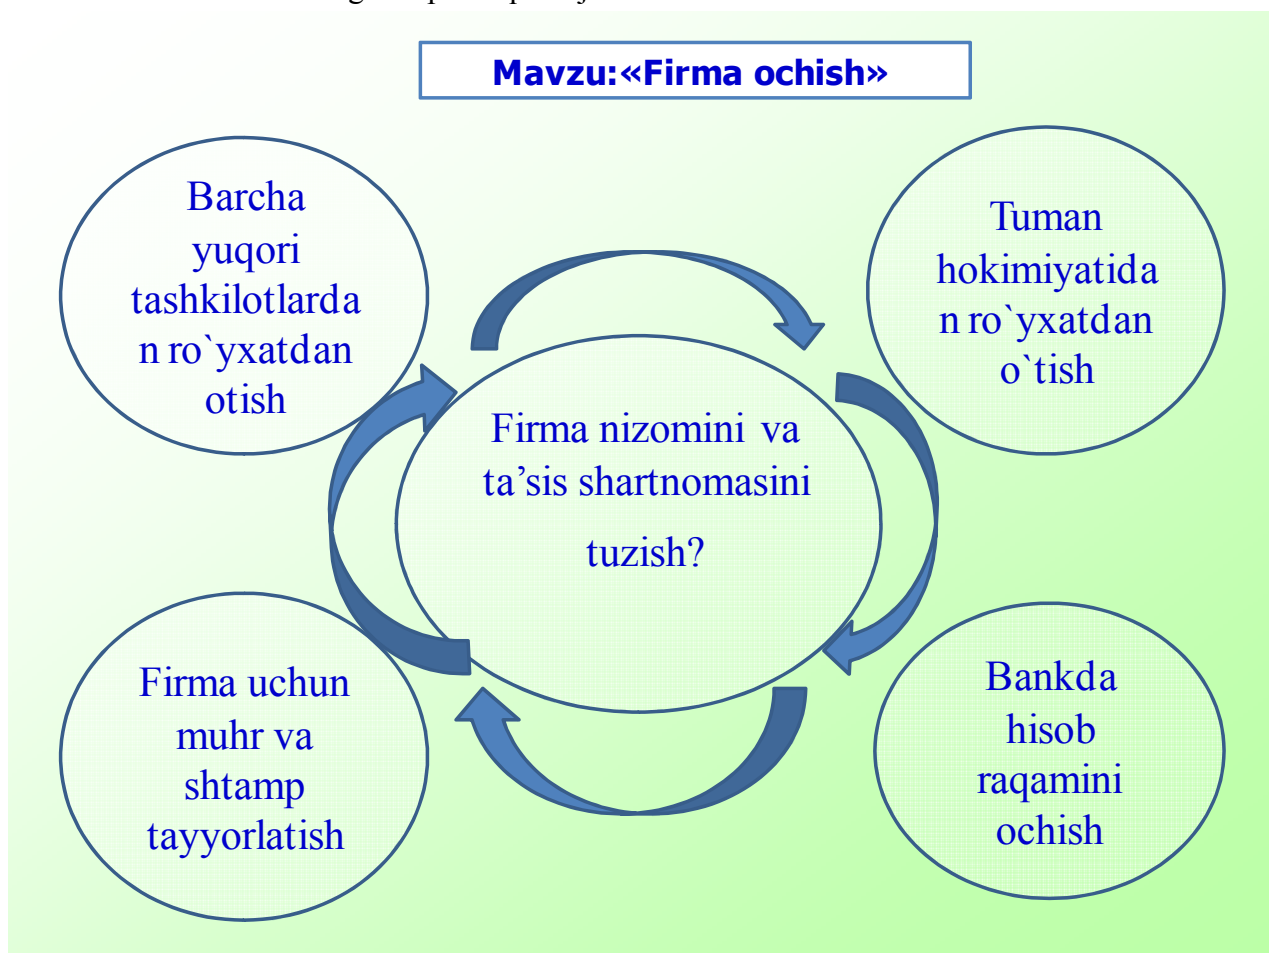 Mavzu:«Firma ochish»
Barcha
yuqori
tashkilotlarda
n ro`yxatdan
otish
Tuman
hokimiyatida
n ro`yxatdan
o`tish
Firma nizomini va
ta’sis shartnomasini
tuzish?
Firma uchun
muhr va
shtamp
tayyorlatish
Bankda
hisob
raqamini
ochish